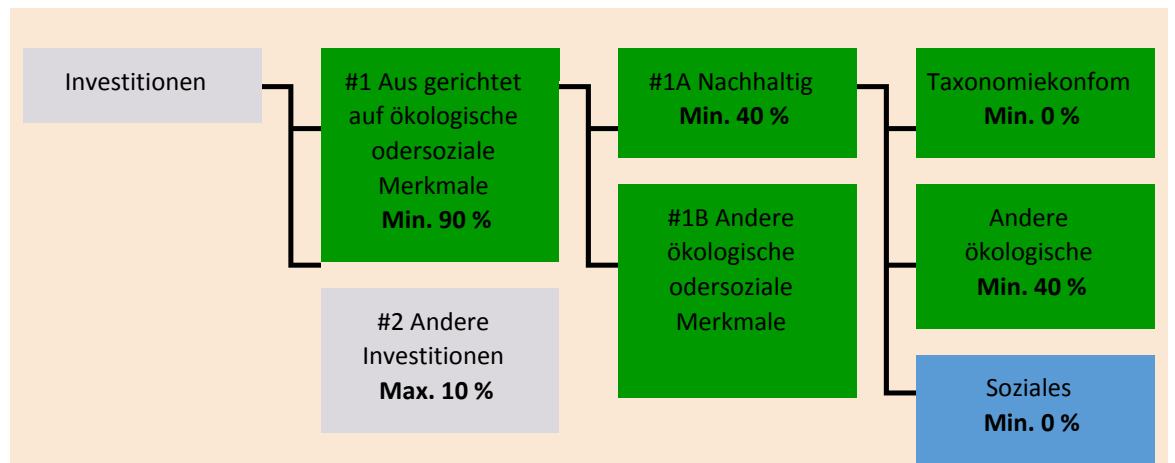 Investitionen
#1 Aus gerichtet
auf ökologische
odersoziale
Merkmale
Min. 90 %
#2 Andere
Investitionen
Max. 10 %
#1A Nachhaltig
Min. 40 %
#1B Andere
ökologische
odersoziale
Merkmale
Taxonomiekonfom
Min. 0 %
Andere
ökologische
Min. 40 %
Soziales
Min. 0 %